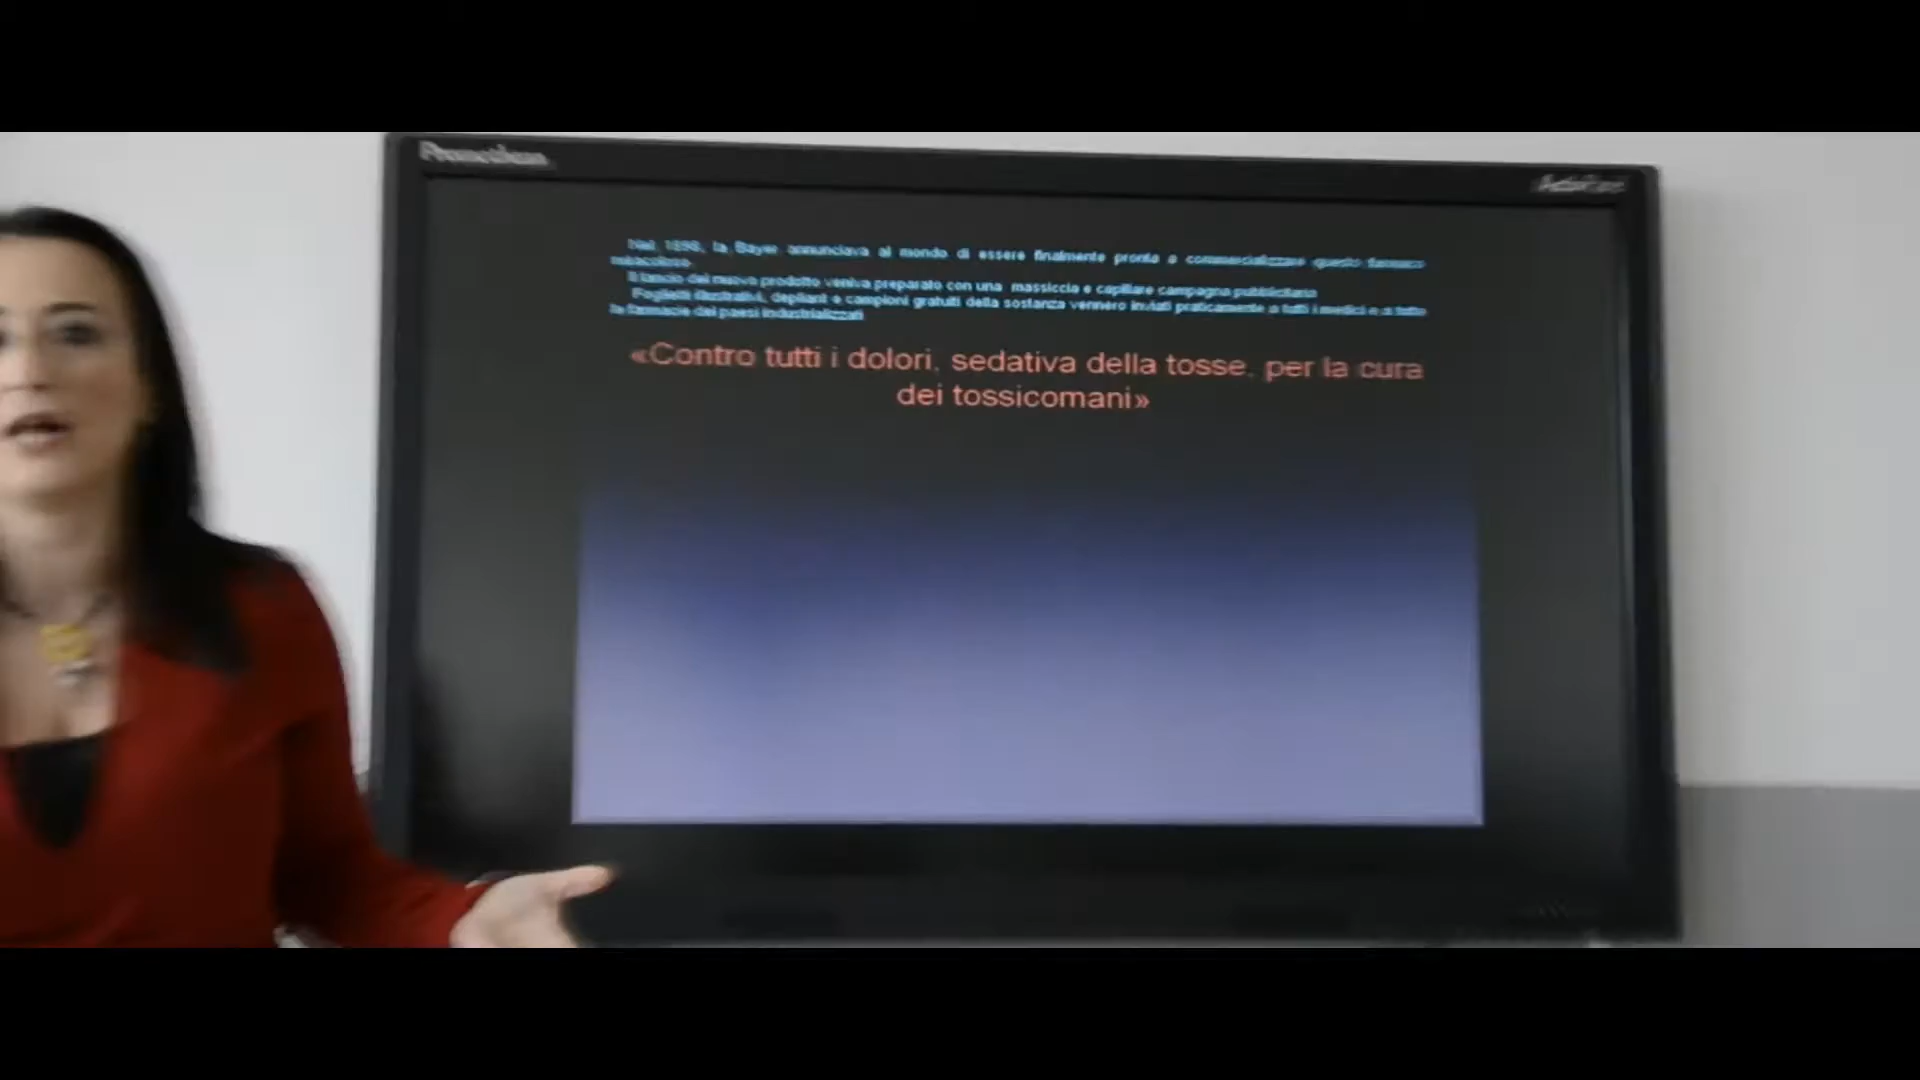 Promethean
Nel 1898, la Bayer annunciava al mondo di essere finalmente pronta a commercializzare questo farmaco
miracoloso.
Il lancio del nuovo prodotto veniva preparato con una massiccia e capillare campagna pubblicitaria
Foglietti illustrativi, depliant e campioni gratuiti della sostanza vennero inviati praticamente a tutti i medici e a tutte
le farmacie dei paesi industrializzati
«Contro tutti i dolori, sedativa della tosse, per la cura
dei tossicomani»